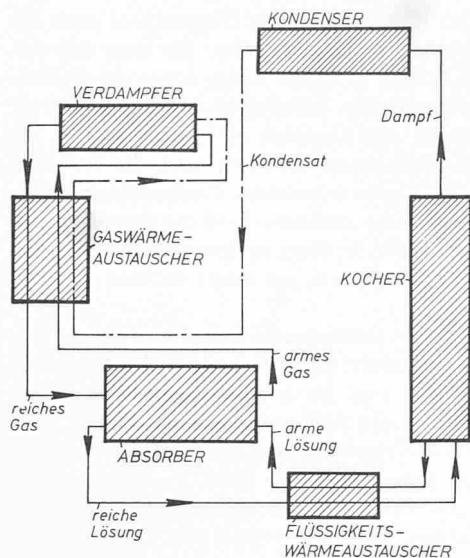 KONDENSER
VERDAMPFER
Dampf
Kondensat
GASWÄRME-
AUSTAUSCHER
KOCHER
armes
Gas
reiches
Gas
arme
Lösung
ABSORBER
reiche
Lösung
FLÜSSIGKEITS-
WÄRMEAUSTAUSCHER